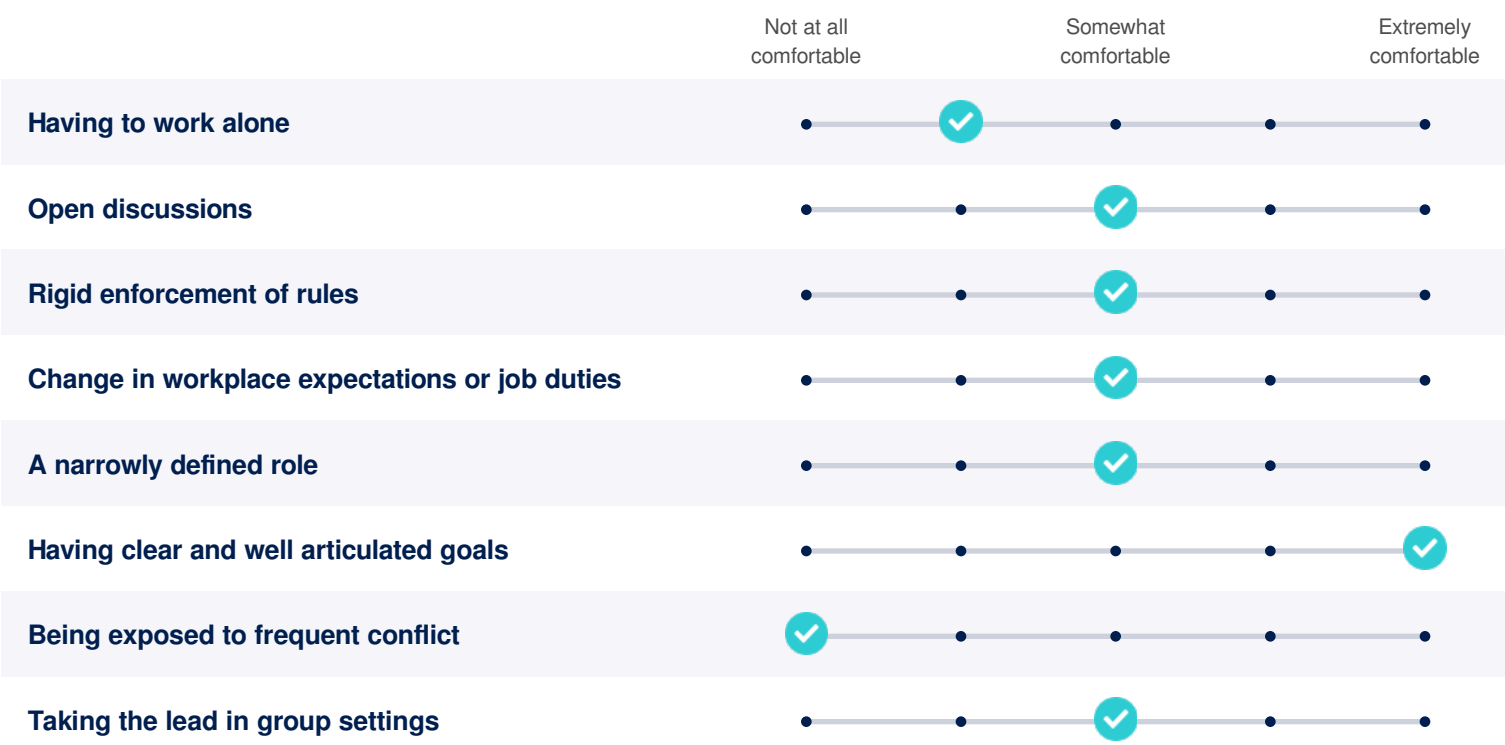 Not at all Somewhat Extremely
comfortable comfortable comfortable
Having to work alone
Open discussions
Rigid enforcement of rules
Change in workplace expectations or job duties
A narrowly defined role
Having clear and well articulated goals
Being exposed to frequent conflict
Taking the lead in group settings